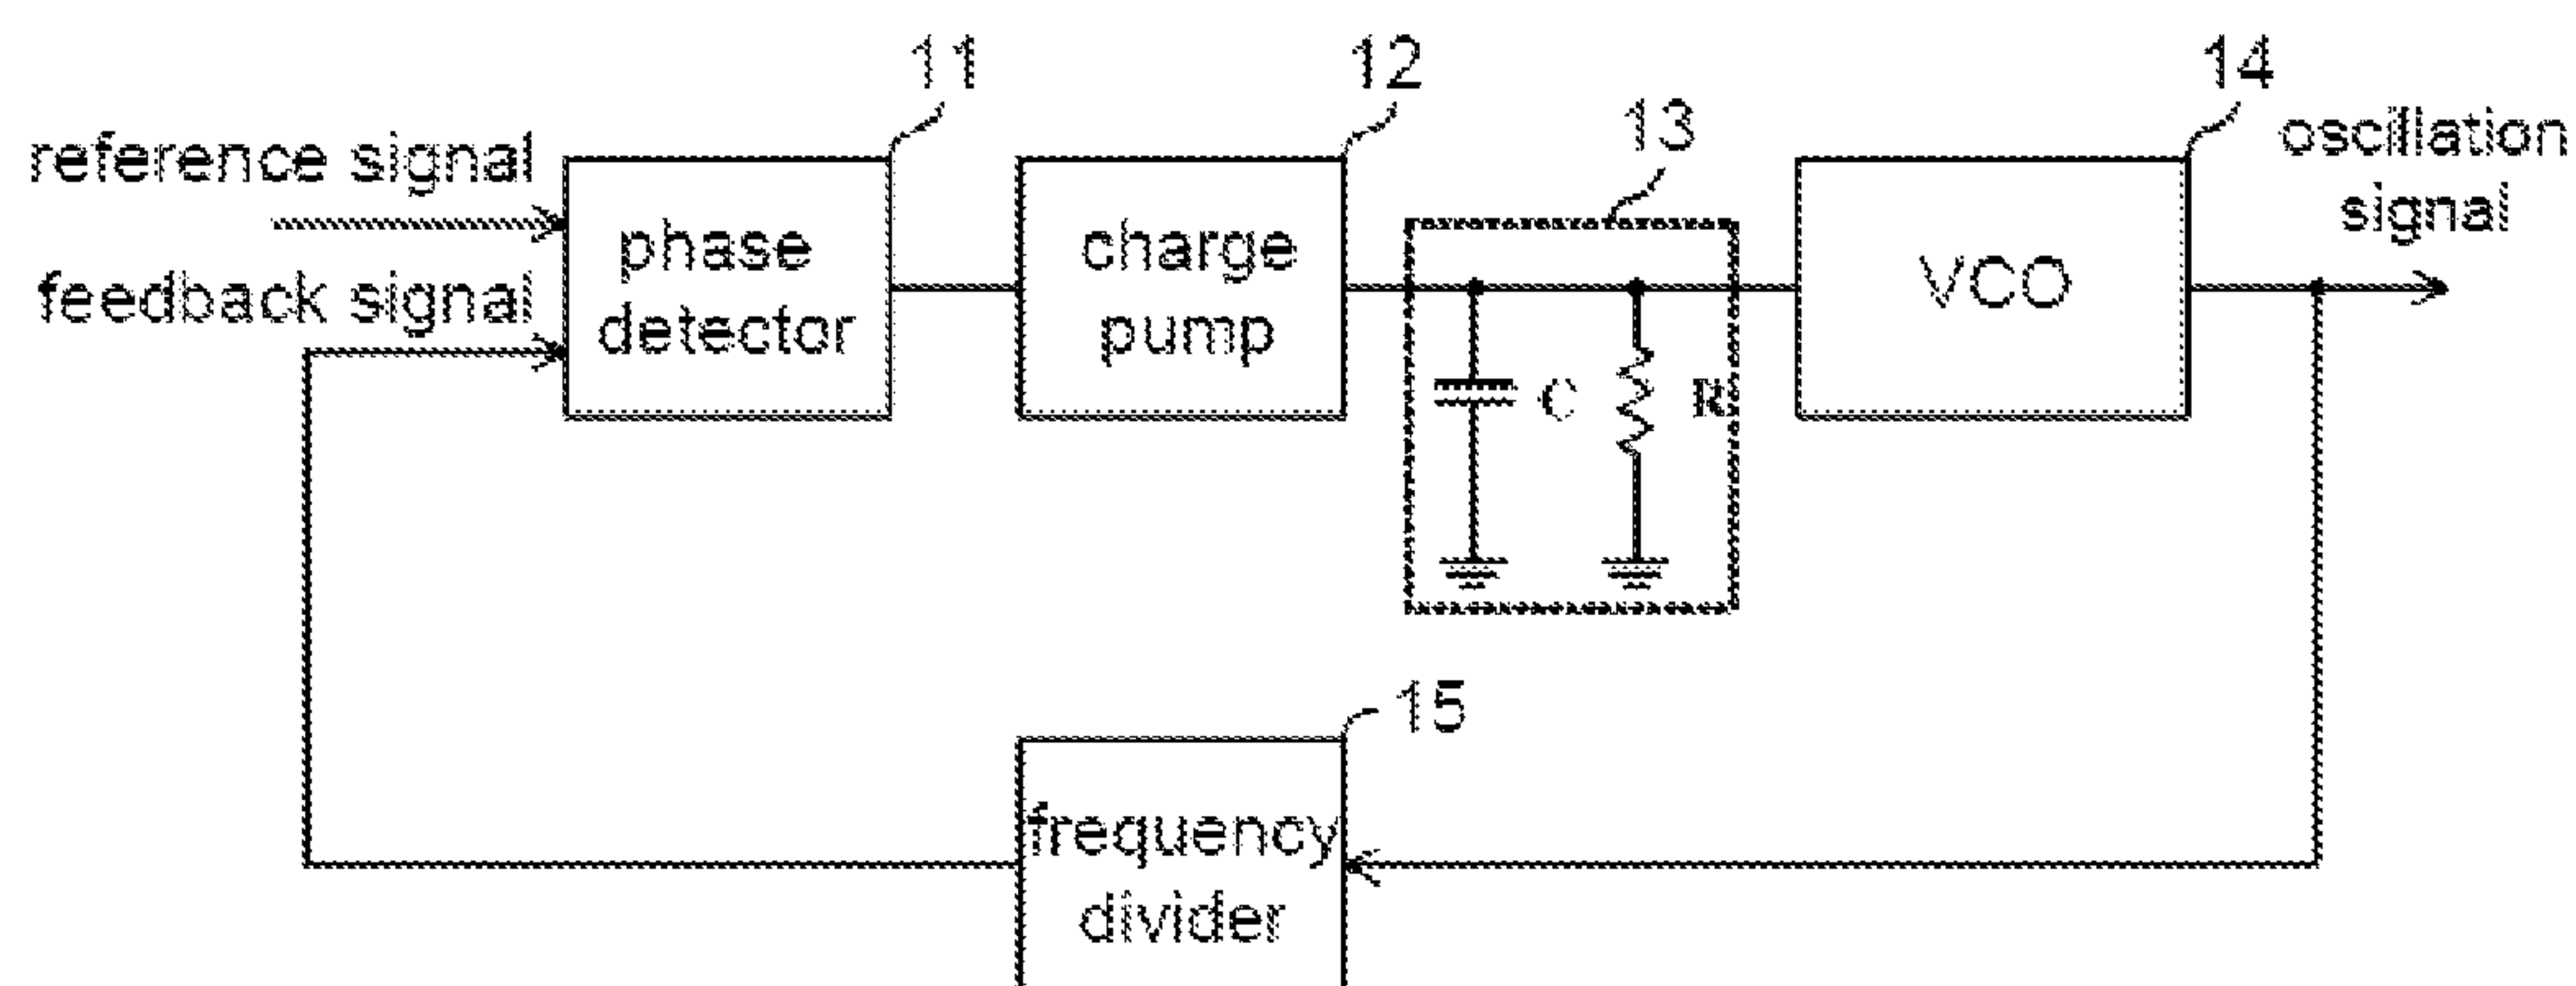 11
12
13
14
reference signal
feedback signal
phase
detector
charge
pump
C
R
VCO
oscillation
signal
15
frequency
divider